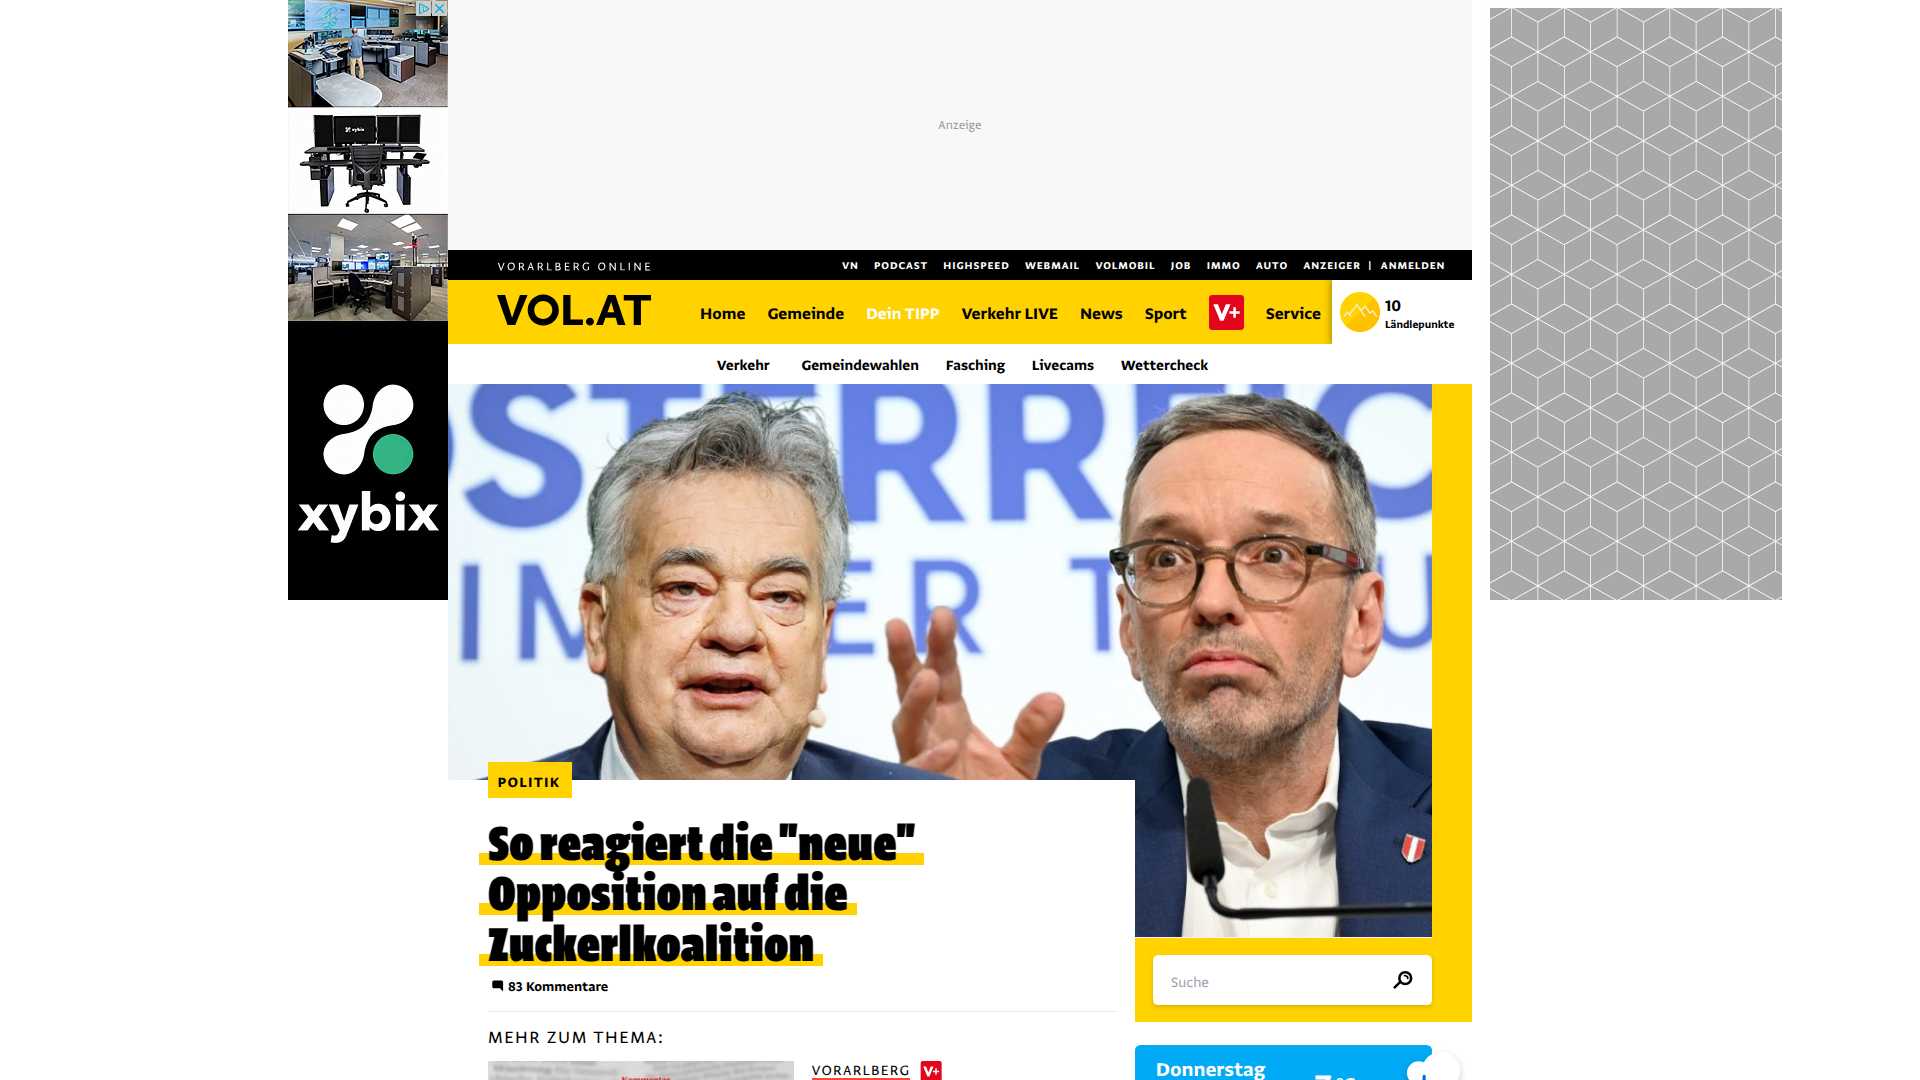 Anzeige
VORARLBERG ONLINE
VN PODCAST HIGHSPEED WEBMAIL VOLMOBIL JOB IMMO AUTO ANZEIGER | ANMELDEN
VOL.AT
Home Gemeinde Dein TIPP Verkehr LIVE News Sport V+ Service
10
Ländlepunkte
Verkehr Gemeindewahlen Fasching Livecams Wettercheck
xybix
POLITIK
So reagiert die "neue"
Opposition auf die
Zuckerlkoalition
83 Kommentare
Suche
MEHR ZUM THEMA:
VORARLBERG V+
Kommentar
Donnerstag